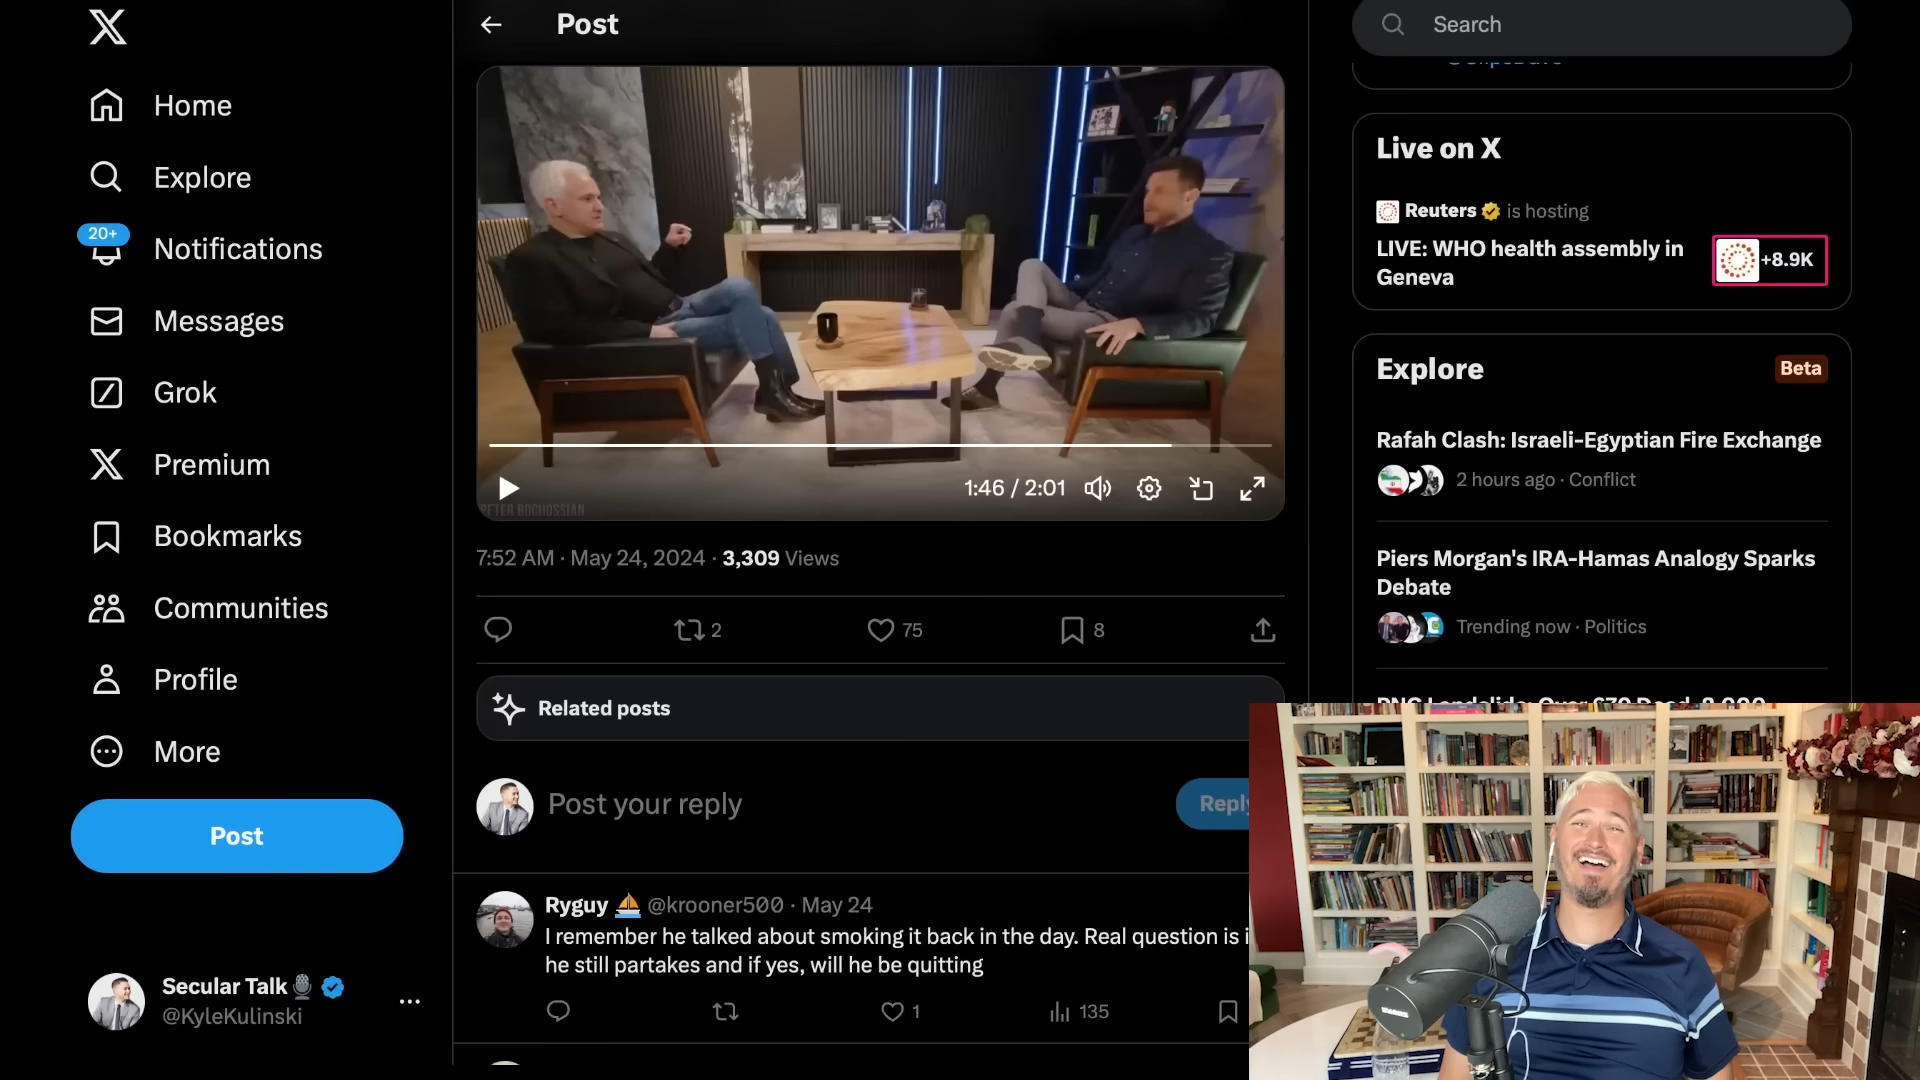 Home
Explore
20+
Notifications
Messages
Grok
Premium
Bookmarks
Communities
Profile
More
Post
Secular Talk
@KyleKulinski
Post
PETER BOGHOSSIAN
1:46 / 2:01
7:52 AM · May 24, 2024 · 3,309 Views
2
75
8
Related posts
Post your reply
Reply
Ryguy @krooner500 · May 24
I remember he talked about smoking it back in the day. Real question is i
he still partakes and if yes, will he be quitting
1
135
Search
Live on X
Reuters is hosting
LIVE: WHO health assembly in
Geneva
+8.9K
Explore
Beta
Rafah Clash: Israeli-Egyptian Fire Exchange
2 hours ago · Conflict
Piers Morgan's IRA-Hamas Analogy Sparks
Debate
Trending now · Politics